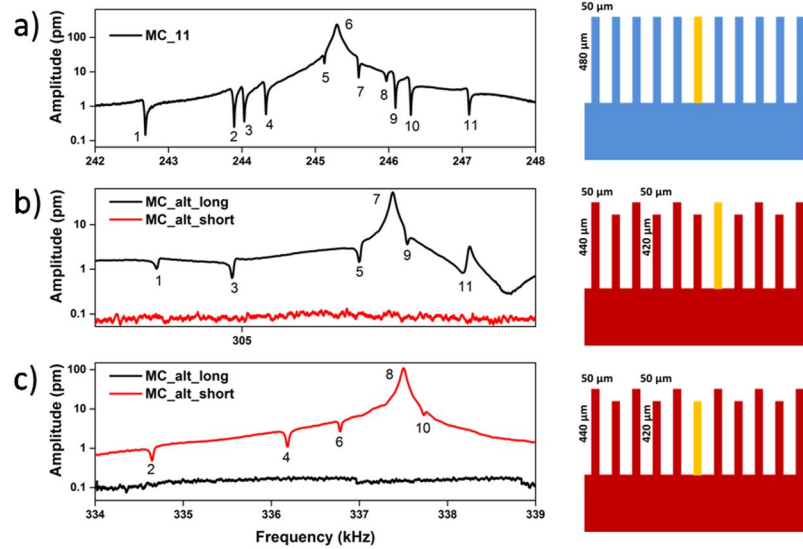 a)
Amplitude (pm)
100
10
1
0.1
MC_11
1
2
3
4
5
6
7
8
9
10
11
242
243
244
245
246
247
248
50 µm
480 µm
b)
Amplitude (pm)
10
1
0.1
MC_alt_long
MC_alt_short
1
3
5
7
9
11
305
50 µm
50 µm
440 µm
420 µm
c)
Amplitude (pm)
100
10
1
0.1
MC_alt_long
MC_alt_short
2
4
6
8
10
334
335
336
337
338
339
Frequency (kHz)
50 µm
50 µm
440 µm
420 µm